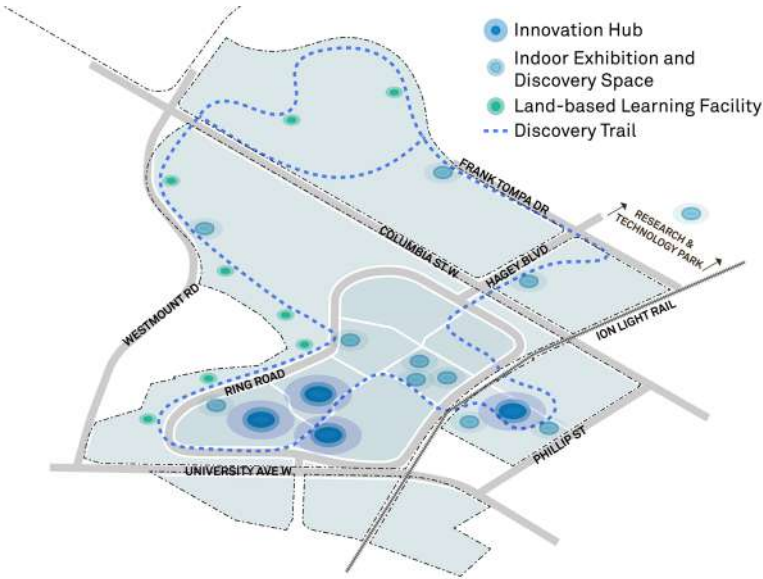 Innovation Hub
Indoor Exhibition and
Discovery Space
Land-based Learning Facility
Discovery Trail
FRANK TOMPA DR
RESEARCH &
TECHNOLOGY PARK
COLUMBIA ST W
HAGEY BLVD
ION LIGHT RAIL
WESTMOUNT RD
RING ROAD
PHILLIP ST
UNIVERSITY AVE W